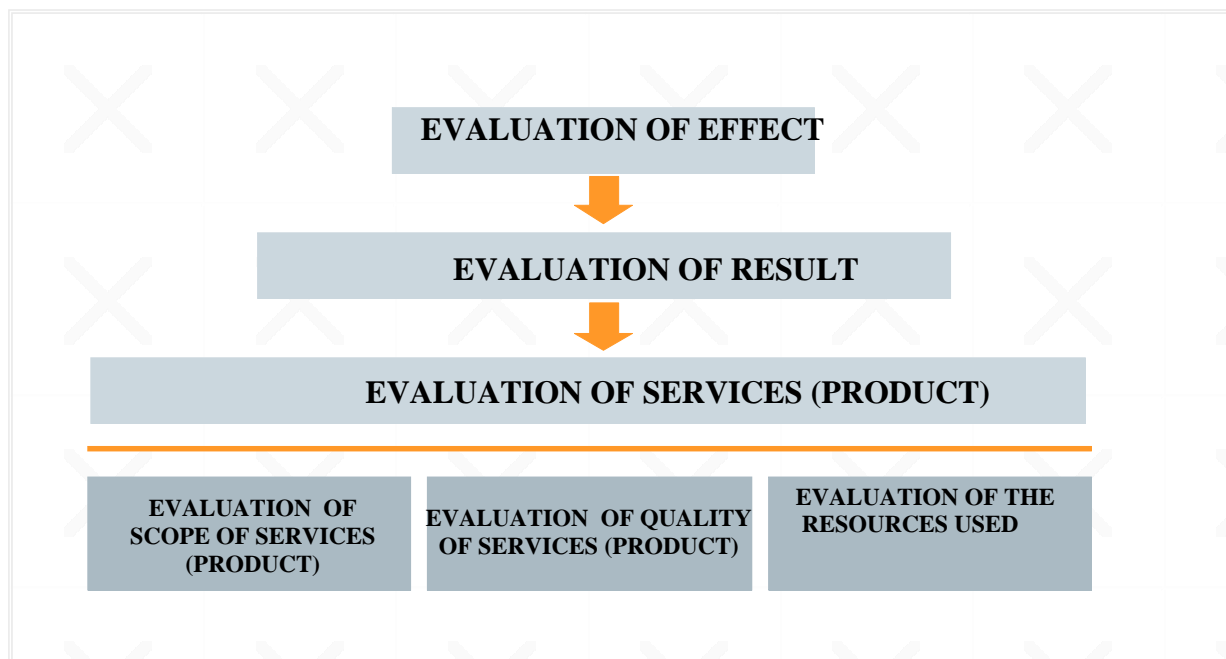 EVALUATION OF EFFECT
EVALUATION OF RESULT
EVALUATION OF SERVICES (PRODUCT)
EVALUATION OF
SCOPE OF SERVICES
(PRODUCT)
EVALUATION OF QUALITY
OF SERVICES (PRODUCT)
EVALUATION OF THE
RESOURCES USED